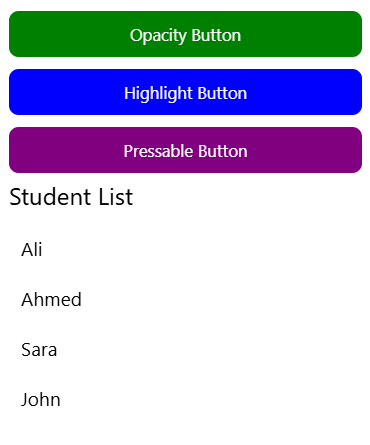 Opacity Button
Highlight Button
Pressable Button
Student List
Ali
Ahmed
Sara
John